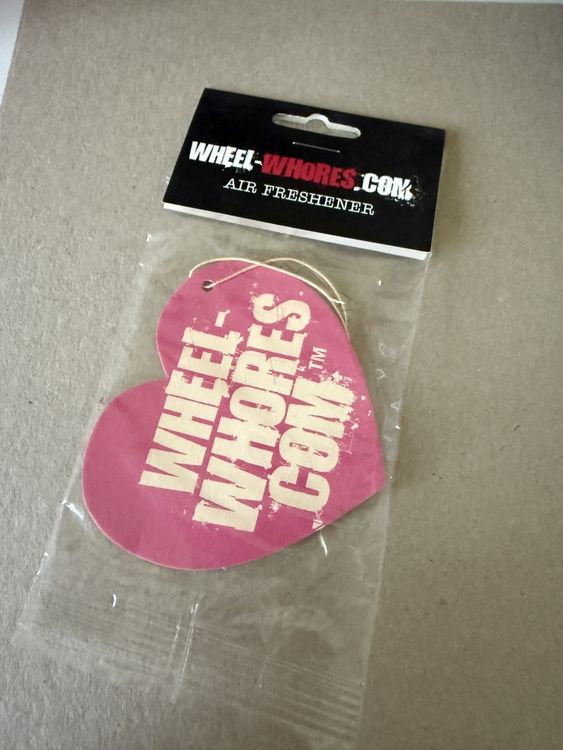 WHEEL-WHORES.COM
AIR FRESHENER
WHEEL-
WHORES
COM™